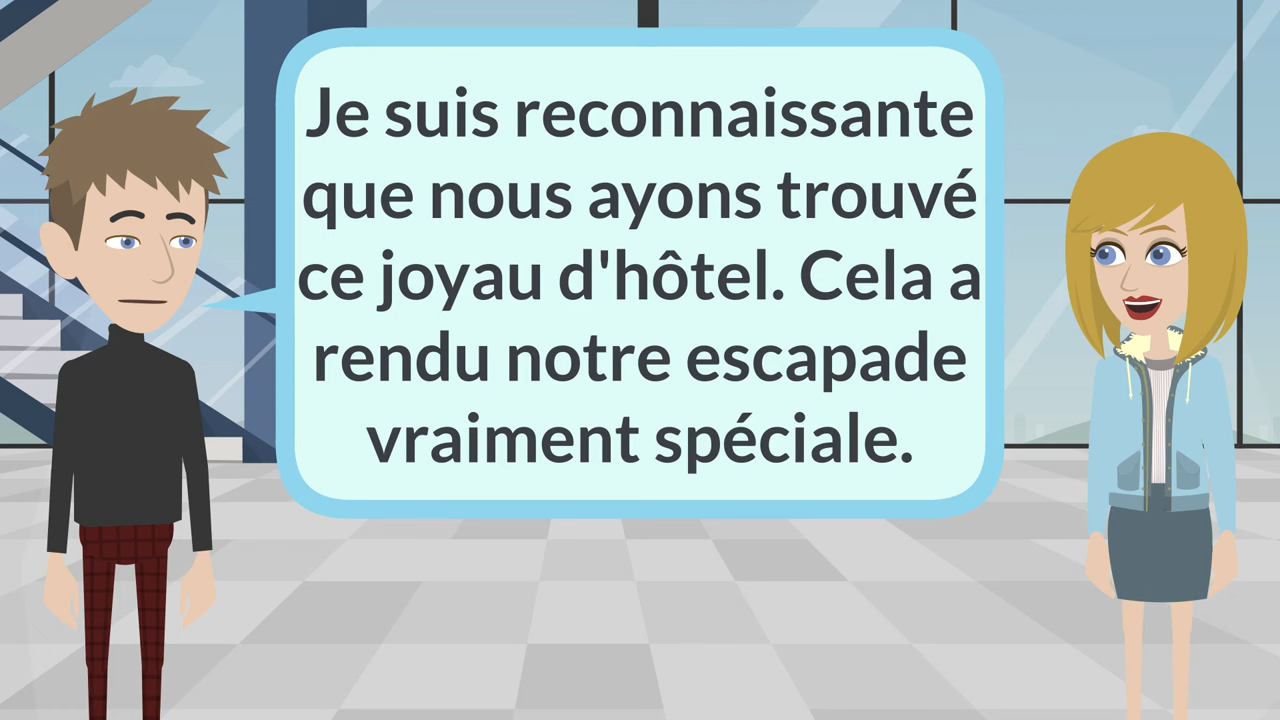 Je suis reconnaissante
que nous ayons trouvé
ce joyau d'hôtel. Cela a
rendu notre escapade
vraiment spéciale.